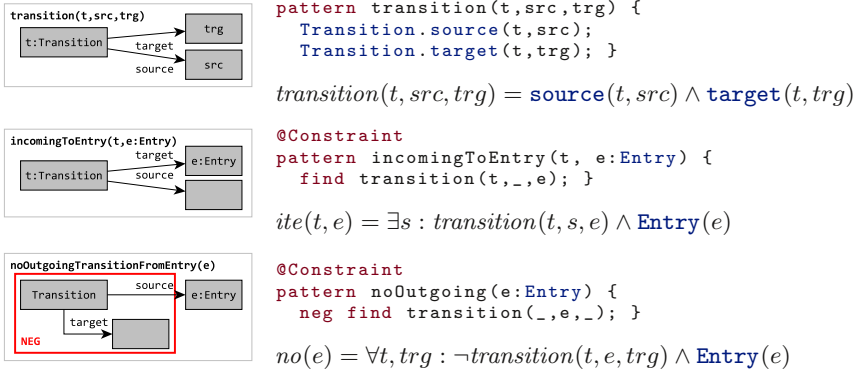 transition(t,src,trg)
t:Transition
trg
target
source
src
pattern transition(t,src,trg) {
Transition.source(t,src);
Transition.target(t,trg); }
transition(t, src, trg) = source(t, src) ∧ target(t, trg)
incomingToEntry(t,e:Entry)
t:Transition
target
e:Entry
source
@Constraint
pattern incomingToEntry(t, e:Entry) {
find transition(t,_,e); }
ite(t, e) = ∃s : transition(t, s, e) ∧ Entry(e)
noOutgoingTransitionFromEntry(e)
Transition
source
e:Entry
target
NEG
@Constraint
pattern noOutgoing(e:Entry) {
neg find transition(_,e,_); }
no(e) = ∀t, trg : ¬transition(t, e, trg) ∧ Entry(e)